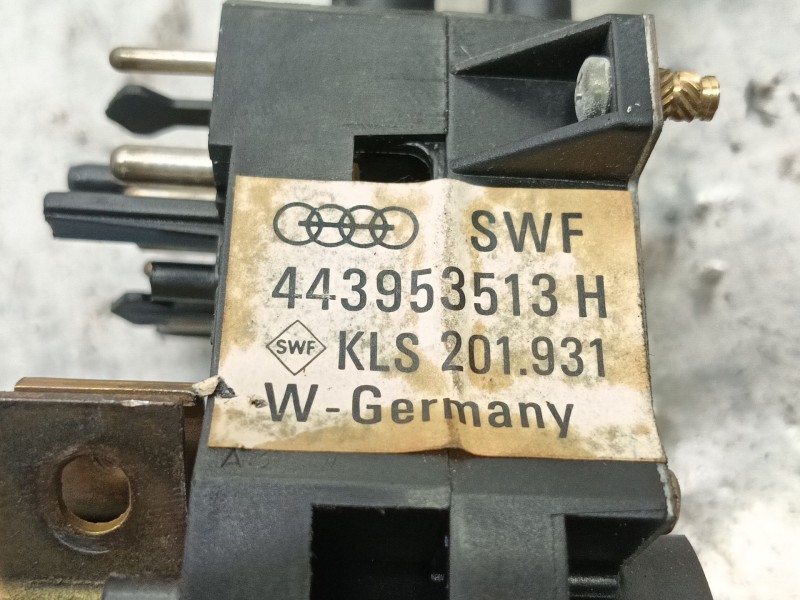 SWF
443953513 H
SWF KLS 201.931
W-Germany